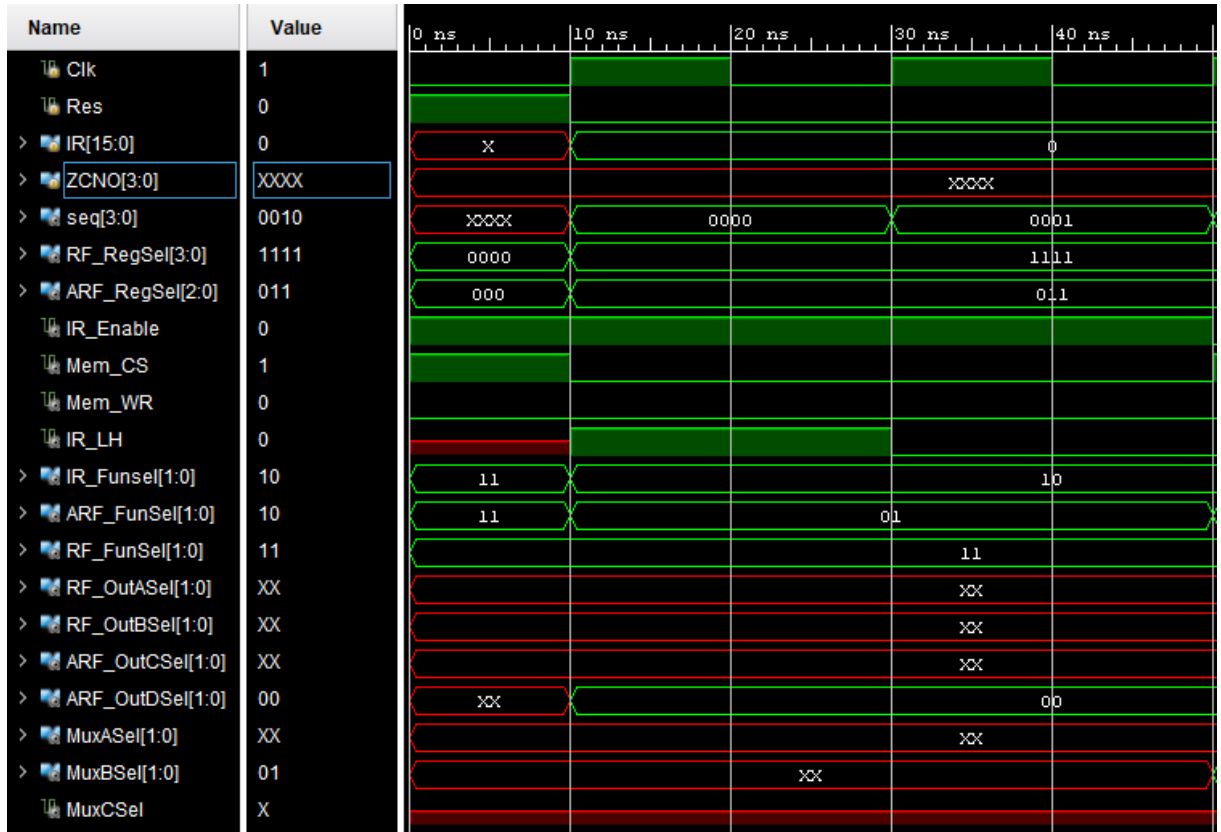 Name Value 0 ns 10 ns 20 ns 30 ns 40 ns
Clk 1
Res 0
> IR[15:0] 0 X 0
> ZCNO[3:0] XXXX XXXX
> seq[3:0] 0010 XXXX 0000 0001
> RF_RegSel[3:0] 1111 0000 1111
> ARF_RegSel[2:0] 011 000 011
IR_Enable 0
Mem_CS 1
Mem_WR 0
IR_LH 0
> IR_Funsel[1:0] 10 11 10
> ARF_FunSel[1:0] 10 11 01
> RF_FunSel[1:0] 11 11
> RF_OutASel[1:0] XX XX
> RF_OutBSel[1:0] XX XX
> ARF_OutCSel[1:0] XX XX
> ARF_OutDSel[1:0] 00 XX 00
> MuxASel[1:0] XX XX
> MuxBSel[1:0] 01 XX
MuxCSel X